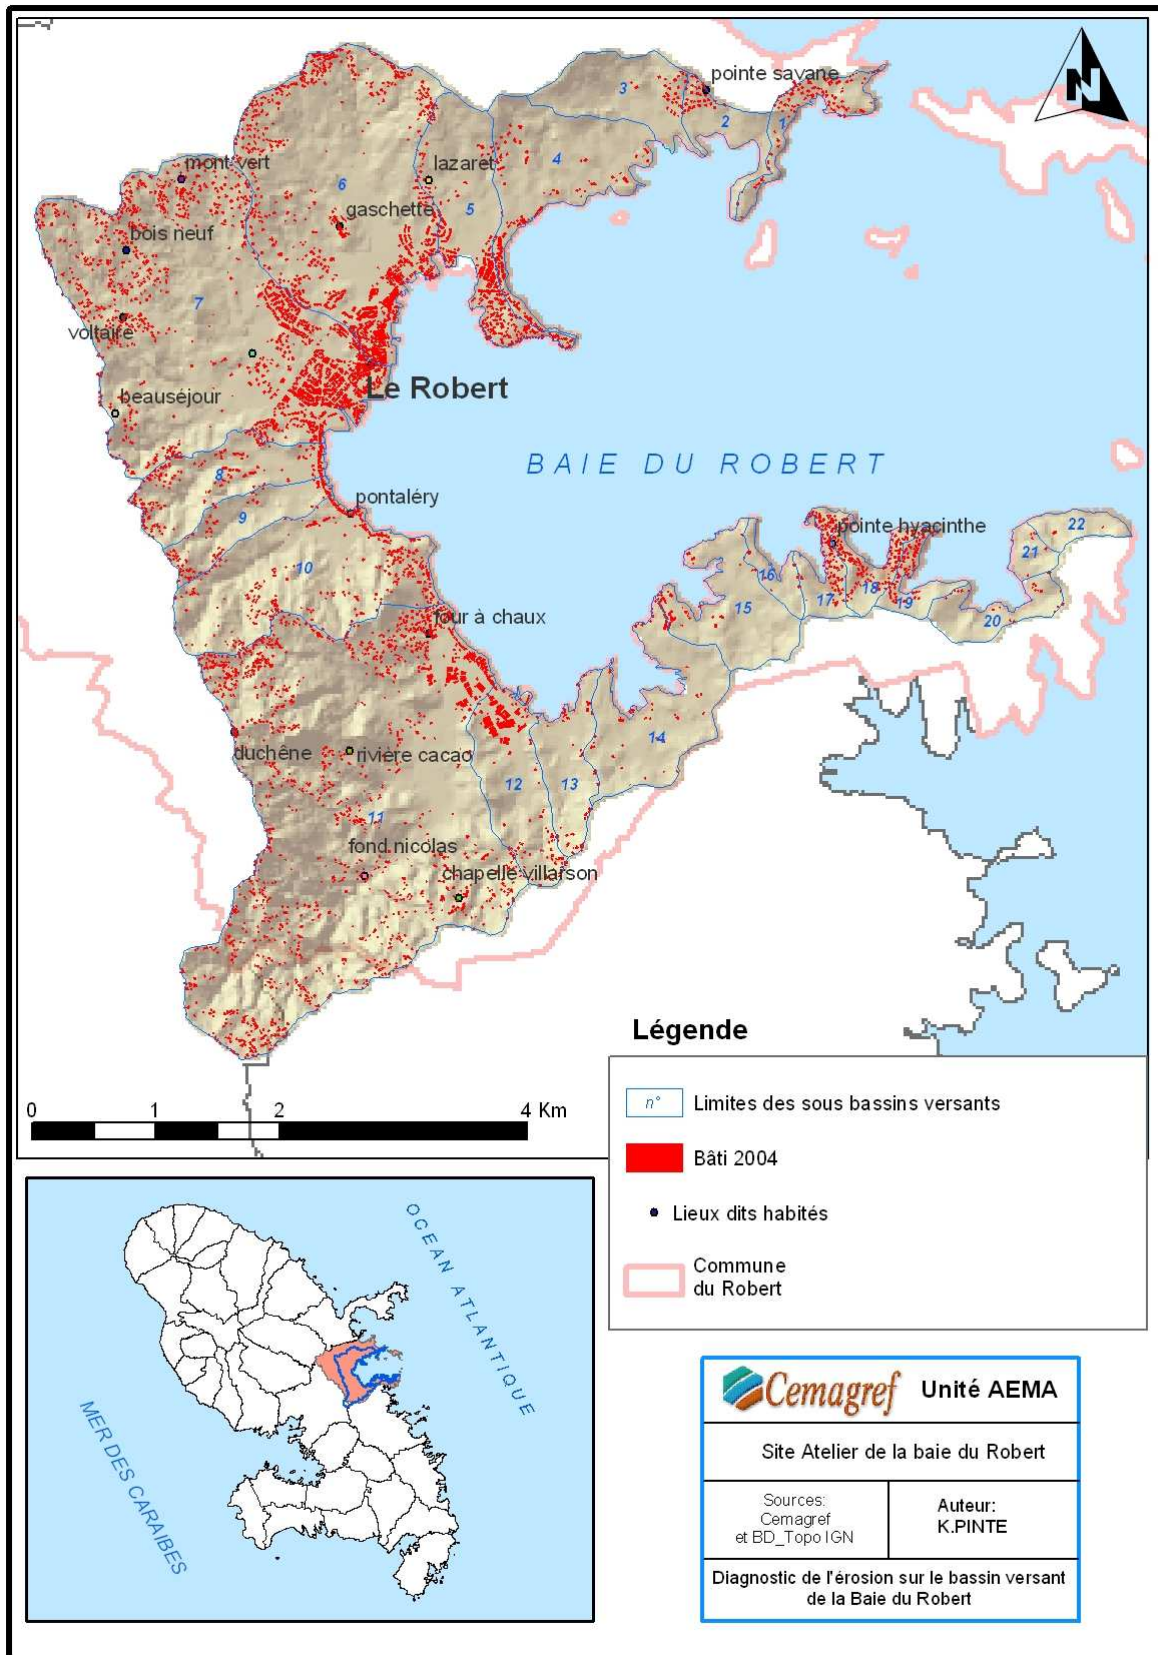 N
pointe savane
3
2
1
4
mont vert
lazaret
6
5
gaschette
bois neuf
7
voltaire
beauséjour
Le Robert
BAIE DU ROBERT
8
pontaléry
9
pointe hyacinthe
22
21
10
16
15
17
18
19
20
four à chaux
duchêne
rivière cacao
14
12
13
11
fond nicolas
chapelle villarson
Légende
n° Limites des sous bassins versants
Bâti 2004
Lieux dits habités
Commune
du Robert
0 1 2 4 Km
OCEAN ATLANTIQUE
MER DES CARAIBES
Cemagref Unité AEMA
Site Atelier de la baie du Robert
Sources:
Cemagref
et BD_Topo IGN
Auteur:
K.PINTE
Diagnostic de l'érosion sur le bassin versant
de la Baie du Robert